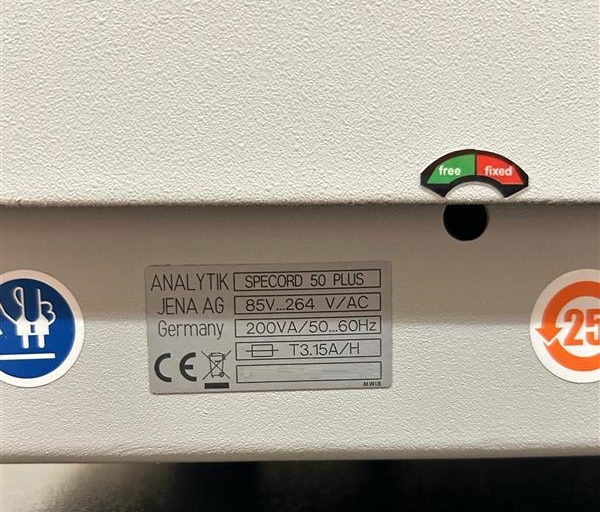 free fixed
ANALYTIK SPECORD 50 PLUS
JENA AG 85V...264 V/AC
Germany 200VA/50...60Hz
T3.15A/H
CE
MWIB
25